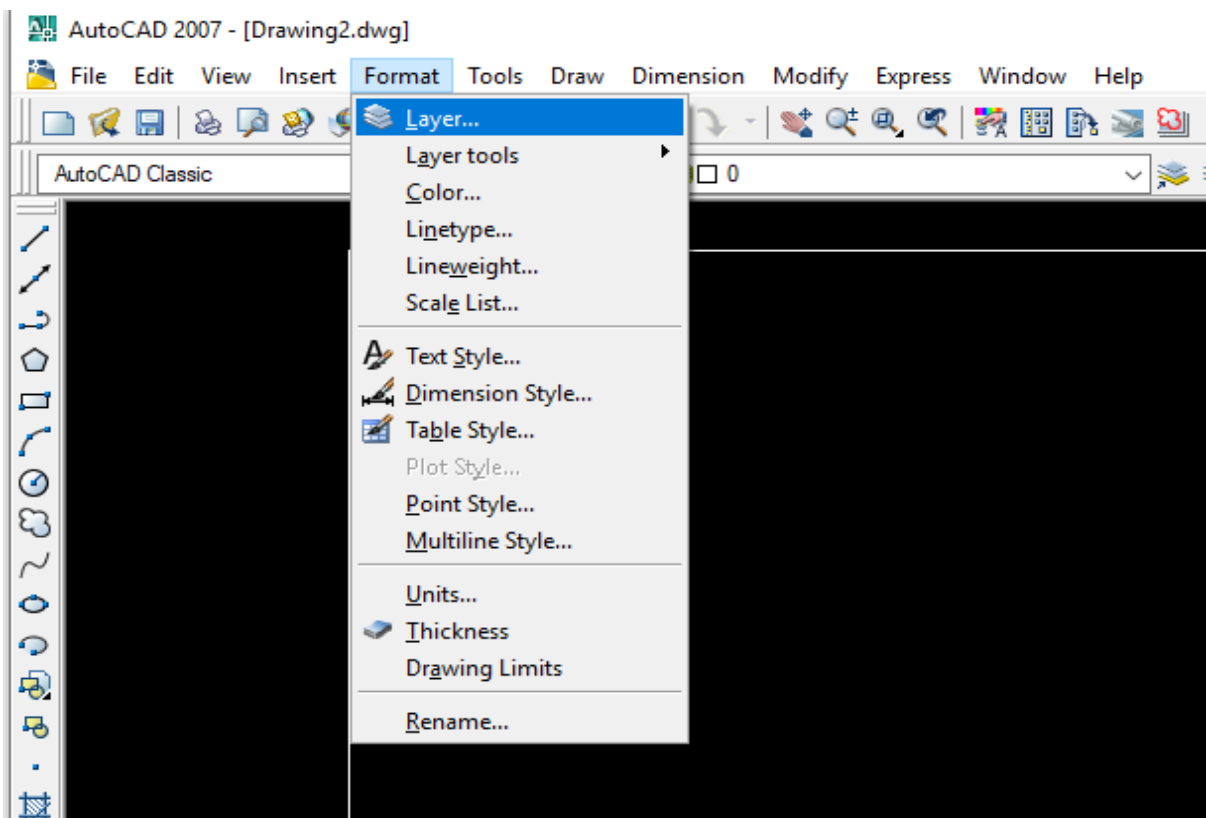 AutoCAD 2007 - [Drawing2.dwg]
File Edit View Insert Format Tools Draw Dimension Modify Express Window Help
AutoCAD Classic
0
Layer...
Layer tools
Color...
Linetype...
Lineweight...
Scale List...
Text Style...
Dimension Style...
Table Style...
Plot Style...
Point Style...
Multiline Style...
Units...
Thickness
Drawing Limits
Rename...